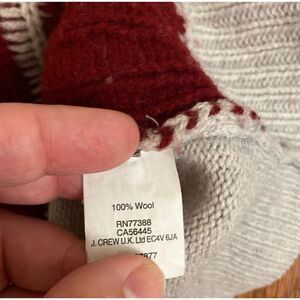 100% Wool
RN77388
CA56445
J. CREW U.K. Ltd EC4V 6JA